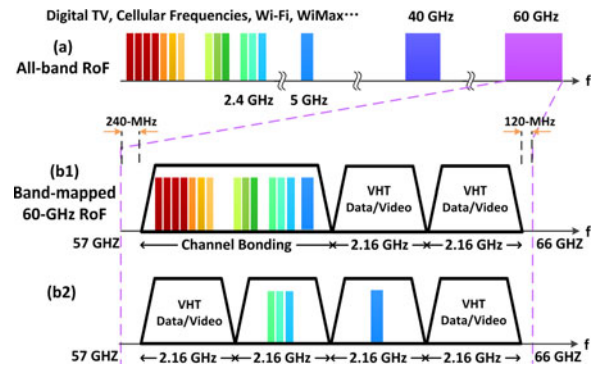 Digital TV, Cellular Frequencies, Wi-Fi, WiMax···
40 GHz
60 GHz
(a)
All-band RoF
f
2.4 GHz
5 GHz
240-MHz
120-MHz
(b1)
Band-mapped
60-GHz RoF
VHT
Data/Video
VHT
Data/Video
f
57 GHZ
Channel Bonding
2.16 GHz
2.16 GHz
66 GHZ
(b2)
VHT
Data/Video
VHT
Data/Video
f
57 GHZ
2.16 GHz
2.16 GHz
2.16 GHz
2.16 GHz
66 GHZ